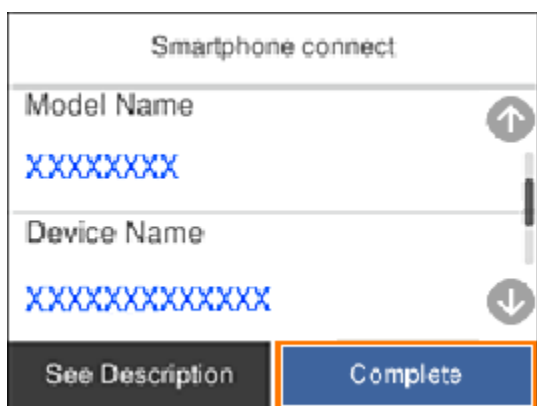 Smartphone connect
Model Name
XXXXXXXX
Device Name
XXXXXXXXXXXXX
See Description
Complete